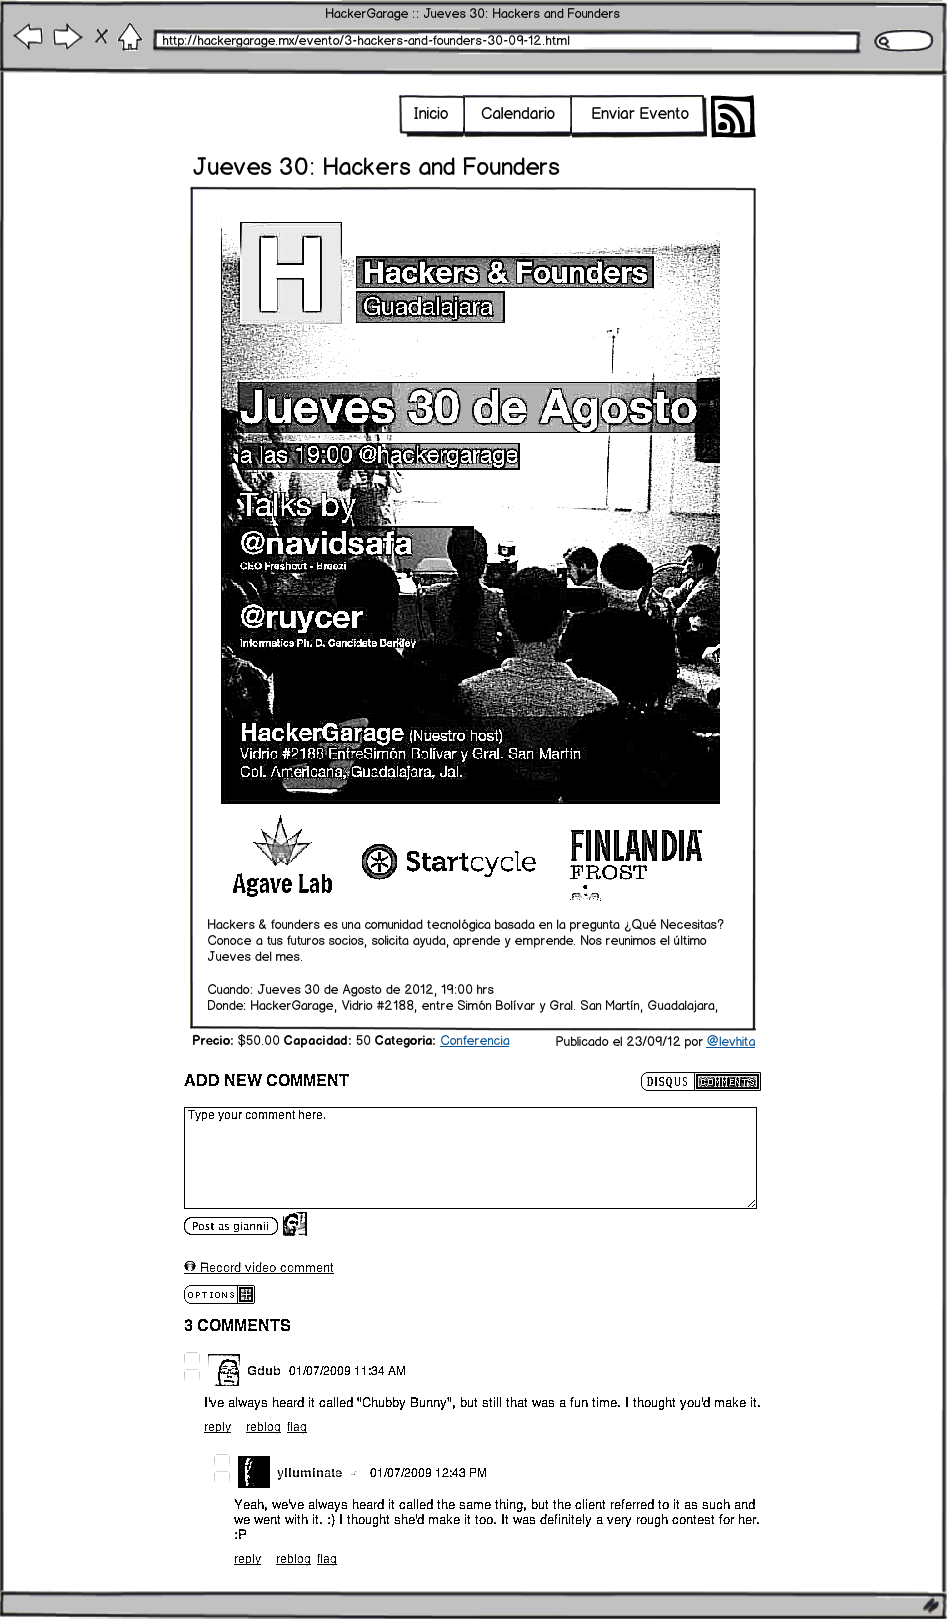 HackerGarage :: Jueves 30: Hackers and Founders
http://hackergarage.mx/evento/3-hackers-and-founders-30-09-12.html
Inicio Calendario Enviar Evento
Jueves 30: Hackers and Founders
H
Hackers & Founders
Guadalajara
Jueves 30 de Agosto
a las 19:00 @hackergarage
Talks by
@navidsafa
CEO Freshout - Breezi
@ruycer
Informatics Ph. D. Candidate Berkley
HackerGarage (Nuestro host)
Vidrio #2188 EntreSimón Bolívar y Gral. San Martin
Col. Americana, Guadalajara, Jal.
Agave Lab
Startcycle
FINLANDIA
FROST
Hackers & founders es una comunidad tecnológica basada en la pregunta ¿Qué Necesitas?
Conoce a tus futuros socios, solicita ayuda, aprende y emprende. Nos reunimos el último
Jueves del mes.
Cuando: Jueves 30 de Agosto de 2012, 19:00 hrs
Donde: HackerGarage, Vidrio #2188, entre Simón Bolívar y Gral. San Martín, Guadalajara,
Precio: $50.00 Capacidad: 50 Categoria: Conferencia Publicado el 23/09/12 por @levhita
ADD NEW COMMENT DISQUS COMMENTS
Type your comment here.
Post as giannii
Record video comment
OPTIONS
3 COMMENTS
Gdub 01/07/2009 11:34 AM
I've always heard it called "Chubby Bunny", but still that was a fun time. I thought you'd make it.
reply reblog flag
ylluminate 01/07/2009 12:43 PM
Yeah, we've always heard it called the same thing, but the client referred to it as such and
we went with it. :) I thought she'd make it too. It was definitely a very rough contest for her.
:P
reply reblog flag